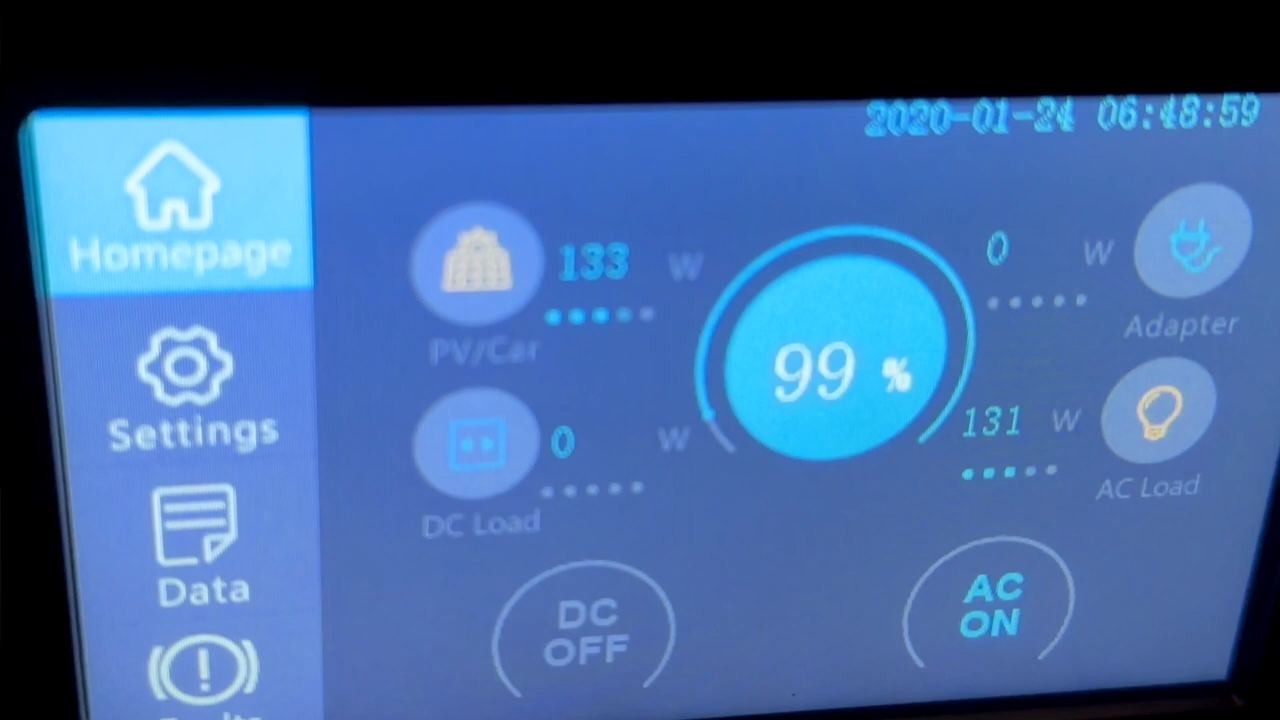 2020-01-24 06:48:59
Homepage
Settings
Data
133 W
PV/Car
0 W
DC Load
99 %
0 W
Adapter
131 W
AC Load
DC
OFF
AC
ON